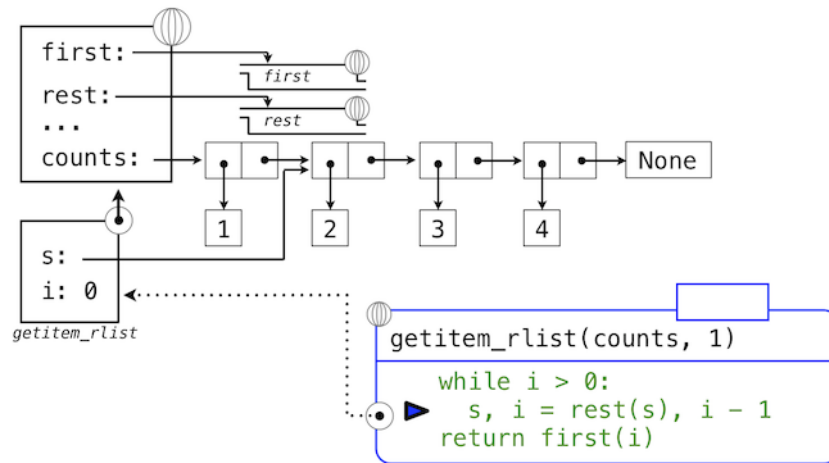 first:
first
rest:
rest
...
counts:
None
1 2 3 4
s:
i: 0
getitem_rlist
getitem_rlist(counts, 1)
while i > 0:
s, i = rest(s), i - 1
return first(i)